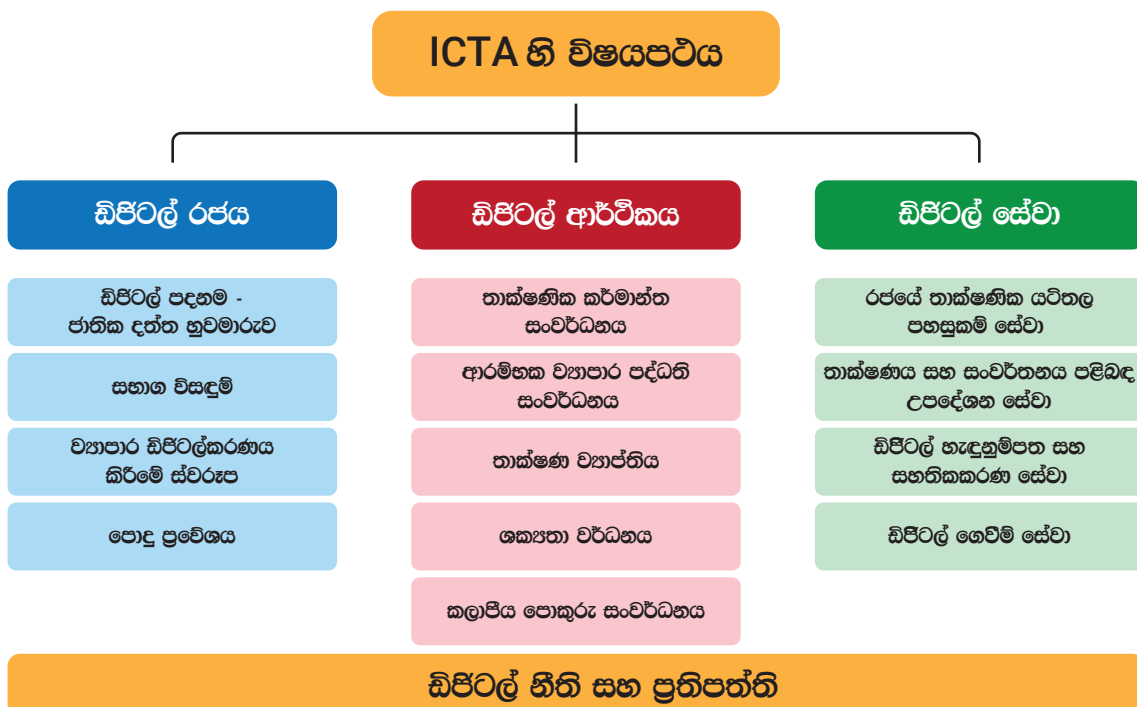 ICTA හි විෂයපථය
ඩිජිටල් රජය
ඩිජිටල් පදනම -
ජාතික දත්ත හුවමාරුව
සභාග විසඳුම්
ව්‍යාපාර ඩිජිටල්කරණය
කිරීමේ ස්වරූප
පොදු ප්‍රවේශය
ඩිජිටල් ආර්ථිකය
තාක්ෂණික කර්මාන්ත
සංවර්ධනය
ආරම්භක ව්‍යාපාර පද්ධති
සංවර්ධනය
තාක්ෂණ ව්‍යාප්තිය
ශක්‍යතා වර්ධනය
කලාපීය පොකුරු සංවර්ධනය
ඩිජිටල් සේවා
රජයේ තාක්ෂණික යටිතල
පහසුකම් සේවා
තාක්ෂණය සහ සංවර්තනය පළිබඳ
උපදේශන සේවා
ඩිජිටල් හැඳුනුම්පත සහ
සහතිකකරණ සේවා
ඩිජිටල් ගෙවීම් සේවා
ඩිජිටල් නීති සහ ප්‍රතිපත්ති